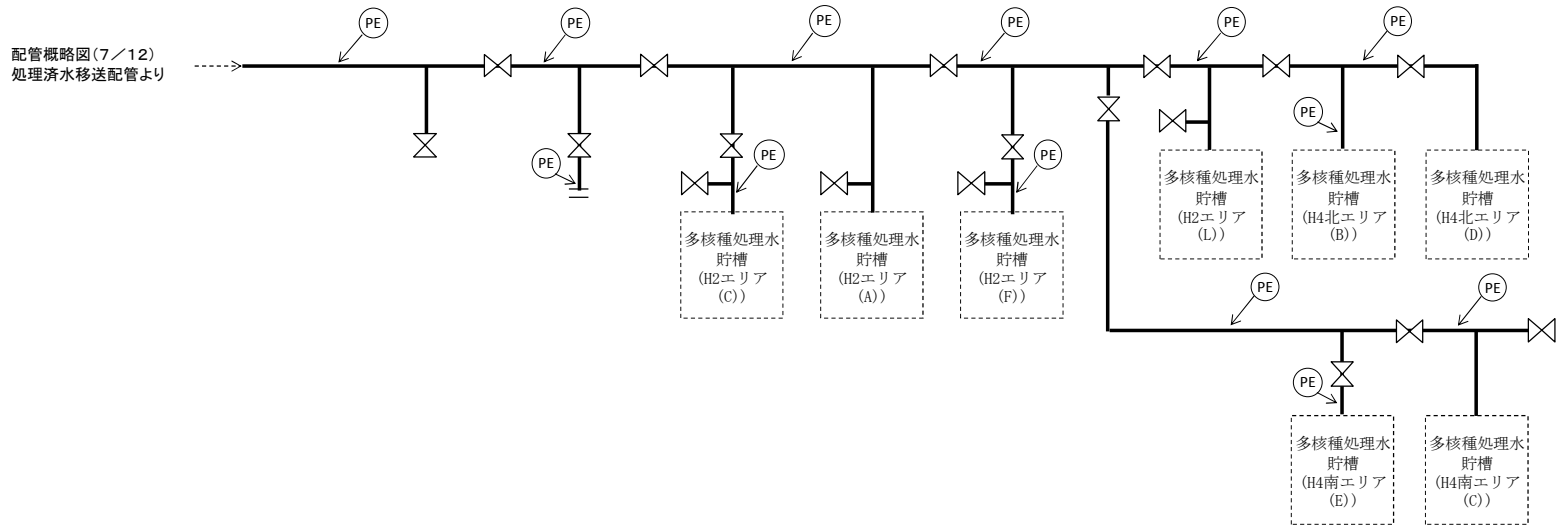 PE
PE
PE
PE
PE
PE
配管概略図(7／12)
処理済水移送配管より
PE
PE
PE
PE
多核種処理水
貯槽
(H2エリア
(L))
多核種処理水
貯槽
(H4北エリア
(B))
多核種処理水
貯槽
(H4北エリア
(D))
多核種処理水
貯槽
(H2エリア
(C))
多核種処理水
貯槽
(H2エリア
(A))
多核種処理水
貯槽
(H2エリア
(F))
PE
PE
PE
多核種処理水
貯槽
(H4南エリア
(E))
多核種処理水
貯槽
(H4南エリア
(C))